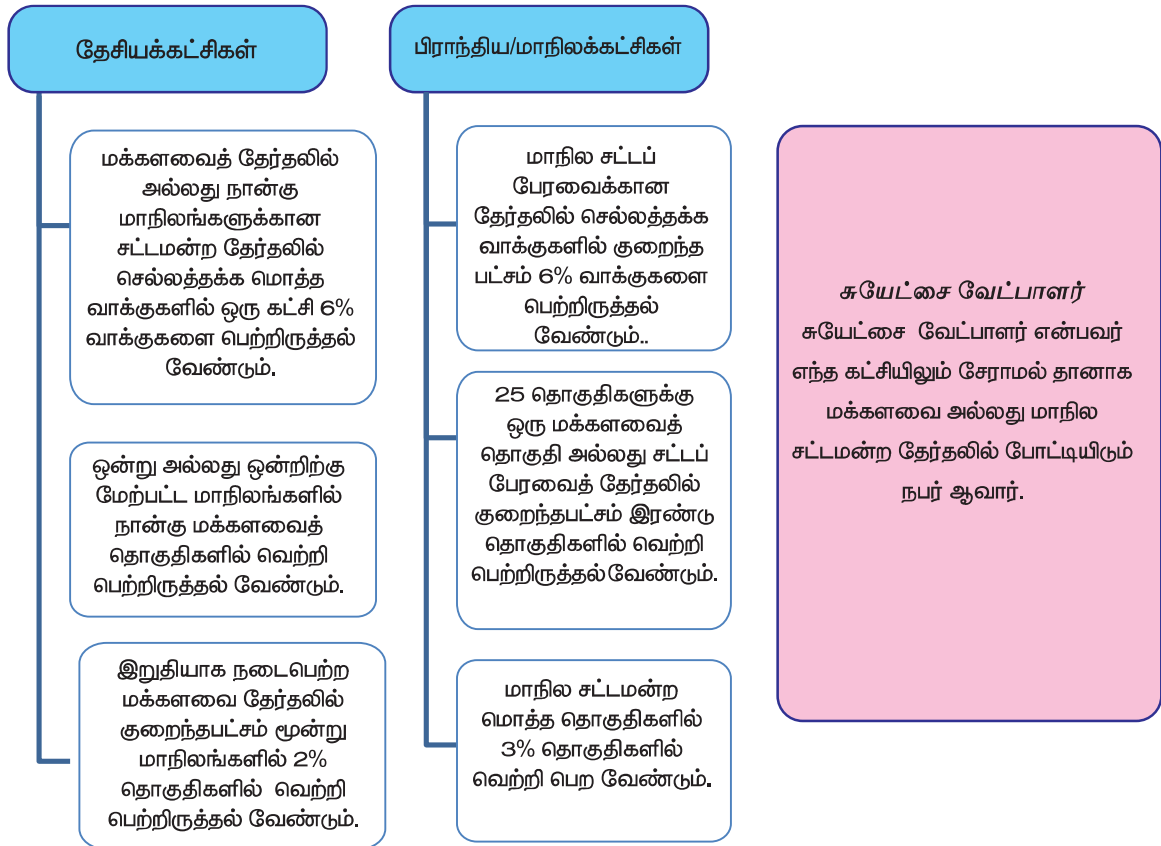 தேசியக்கட்சிகள்
மக்களவைத் தேர்தலில்
அல்லது நான்கு
மாநிலங்களுக்கான
சட்டமன்ற தேர்தலில்
செல்லத்தக்க மொத்த
வாக்குகளில் ஒரு கட்சி 6%
வாக்குகளை பெற்றிருத்தல்
வேண்டும்.
ஒன்று அல்லது ஒன்றிற்கு
மேற்பட்ட மாநிலங்களில்
நான்கு மக்களவைத்
தொகுதிகளில் வெற்றி
பெற்றிருத்தல் வேண்டும்.
இறுதியாக நடைபெற்ற
மக்களவை தேர்தலில்
குறைந்தபட்சம் மூன்று
மாநிலங்களில் 2%
தொகுதிகளில் வெற்றி
பெற்றிருத்தல் வேண்டும்.
பிராந்திய/மாநிலக்கட்சிகள்
மாநில சட்டப்
பேரவைக்கான
தேர்தலில் செல்லத்தக்க
வாக்குகளில் குறைந்த
பட்சம் 6% வாக்குகளை
பெற்றிருத்தல்
வேண்டும்..
25 தொகுதிகளுக்கு
ஒரு மக்களவைத்
தொகுதி அல்லது சட்டப்
பேரவைத் தேர்தலில்
குறைந்தபட்சம் இரண்டு
தொகுதிகளில் வெற்றி
பெற்றிருத்தல் வேண்டும்.
மாநில சட்டமன்ற
மொத்த தொகுதிகளில்
3% தொகுதிகளில்
வெற்றி பெற வேண்டும்.
சுயேட்சை வேட்பாளர்
சுயேட்சை வேட்பாளர் என்பவர்
எந்த கட்சியிலும் சேராமல் தானாக
மக்களவை அல்லது மாநில
சட்டமன்ற தேர்தலில் போட்டியிடும்
நபர் ஆவார்.